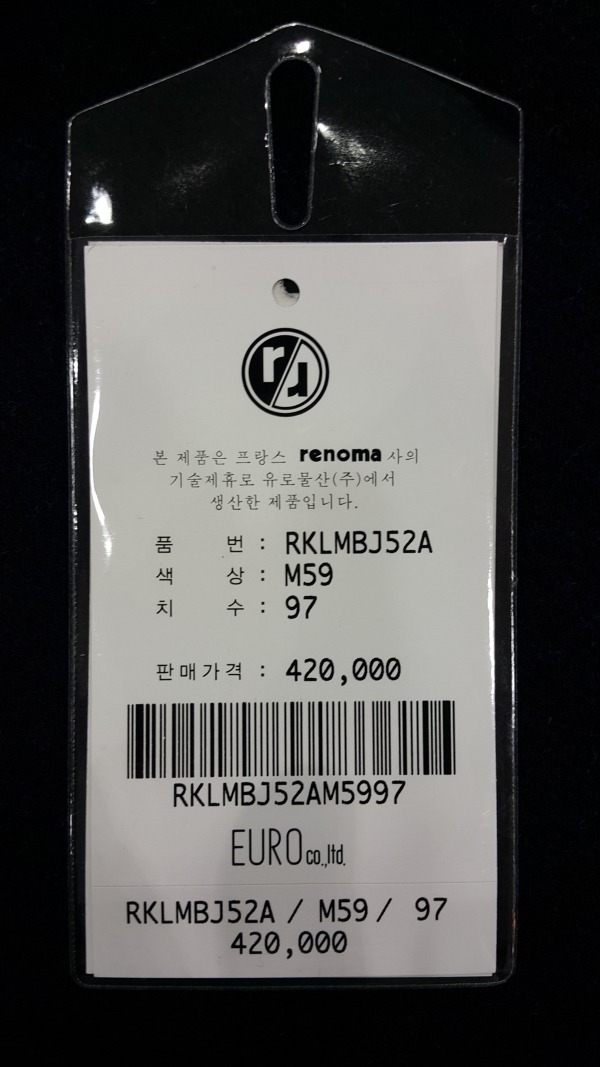 본 제품은 프랑스 renoma 사의
기술제휴로 유로물산(주)에서
생산한 제품입니다.
품 번 : RKLMBJ52A
색 상 : M59
치 수 : 97
판매가격 : 420,000
RKLMBJ52AM5997
EURO co.,ltd.
RKLMBJ52A / M59 / 97
420,000